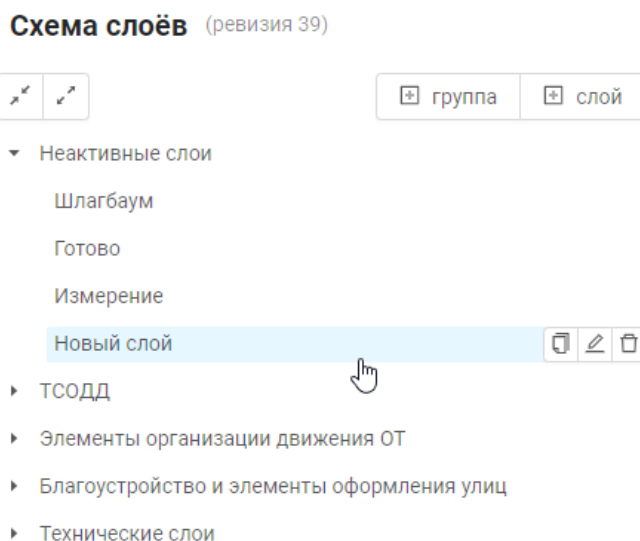 Схема слоёв (ревизия 39)
группа слой
Неактивные слои
Шлагбаум
Готово
Измерение
Новый слой
ТСОДД
Элементы организации движения ОТ
Благоустройство и элементы оформления улиц
Технические слои